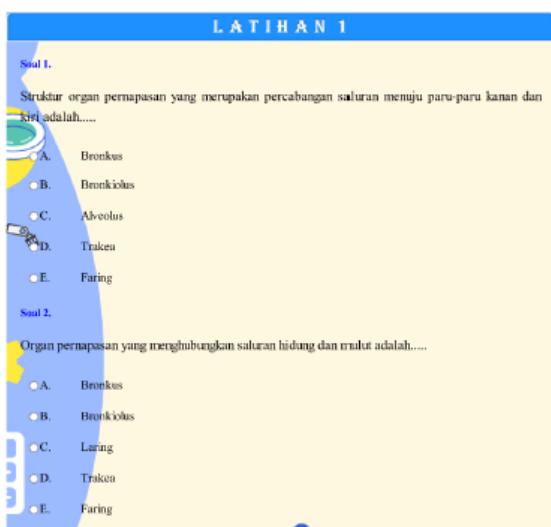 LATIHAN 1
Soal 1.
Struktur organ pernapasan yang merupakan percabangan saluran menuju paru-paru kanan dan
kiri adalah.....
A. Bronkus
B. Bronkiolus
C. Alveolus
D. Trakea
E. Faring
Soal 2.
Organ pernapasan yang menghubungkan saluran hidung dan mulut adalah.....
A. Bronkus
B. Bronkiolus
C. Laring
D. Trakea
E. Faring